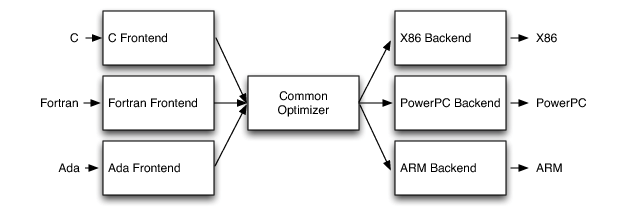 C
C Frontend
X86 Backend
X86
Fortran
Fortran Frontend
Common
Optimizer
PowerPC Backend
PowerPC
Ada
Ada Frontend
ARM Backend
ARM